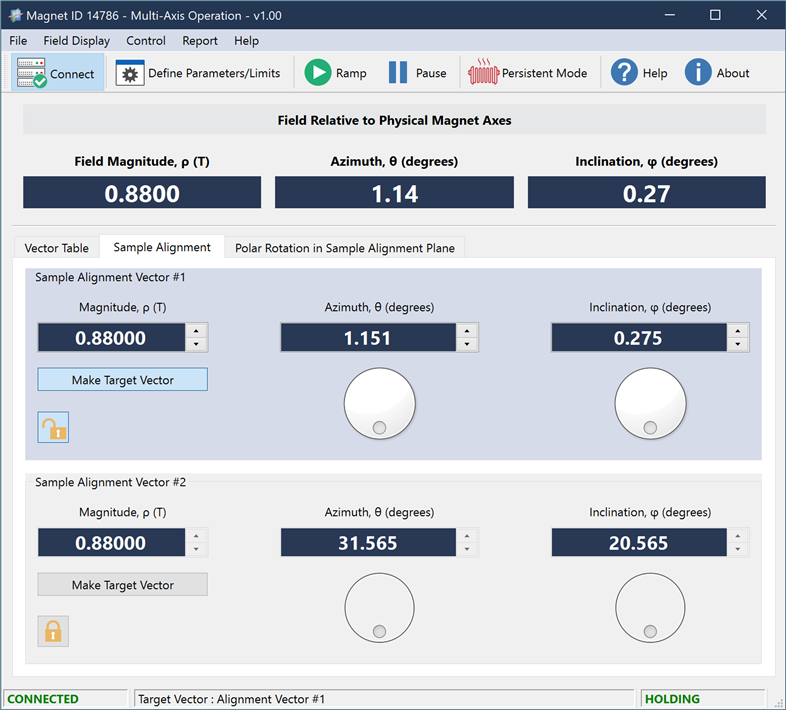 Magnet ID 14786 - Multi-Axis Operation - v1.00
File Field Display Control Report Help
Connect Define Parameters/Limits Ramp Pause Persistent Mode ? Help i About
Field Relative to Physical Magnet Axes
Field Magnitude, ρ (T) Azimuth, θ (degrees) Inclination, φ (degrees)
0.8800 1.14 0.27
Vector Table Sample Alignment Polar Rotation in Sample Alignment Plane
Sample Alignment Vector #1
Magnitude, ρ (T) Azimuth, θ (degrees) Inclination, φ (degrees)
0.88000 1.151 0.275
Make Target Vector
Sample Alignment Vector #2
Magnitude, ρ (T) Azimuth, θ (degrees) Inclination, φ (degrees)
0.88000 31.565 20.565
Make Target Vector
CONNECTED Target Vector : Alignment Vector #1 HOLDING